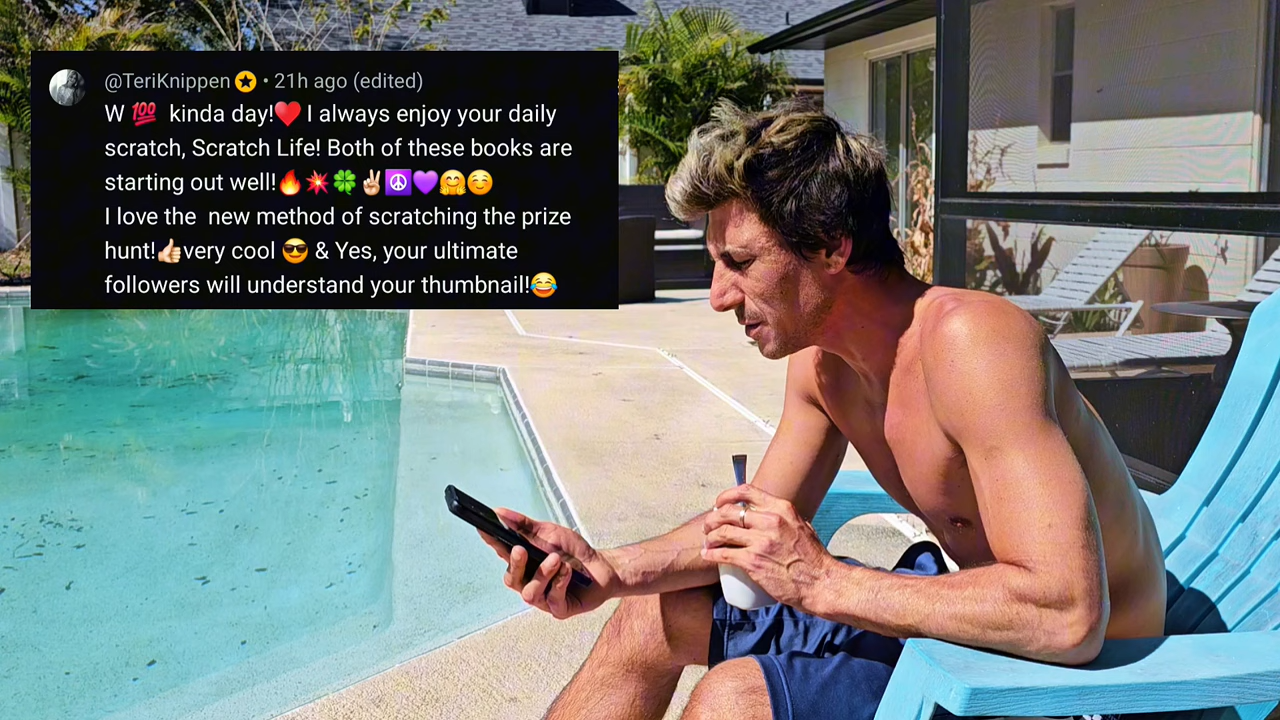 @TeriKnippen • 21h ago (edited)
W 💯 kinda day!❤️ I always enjoy your daily
scratch, Scratch Life! Both of these books are
starting out well!🔥💥🍀✌🏻☮️💜🤗☺️
I love the  new method of scratching the prize
hunt!👍🏻very cool 😎 & Yes, your ultimate
followers will understand your thumbnail!😂